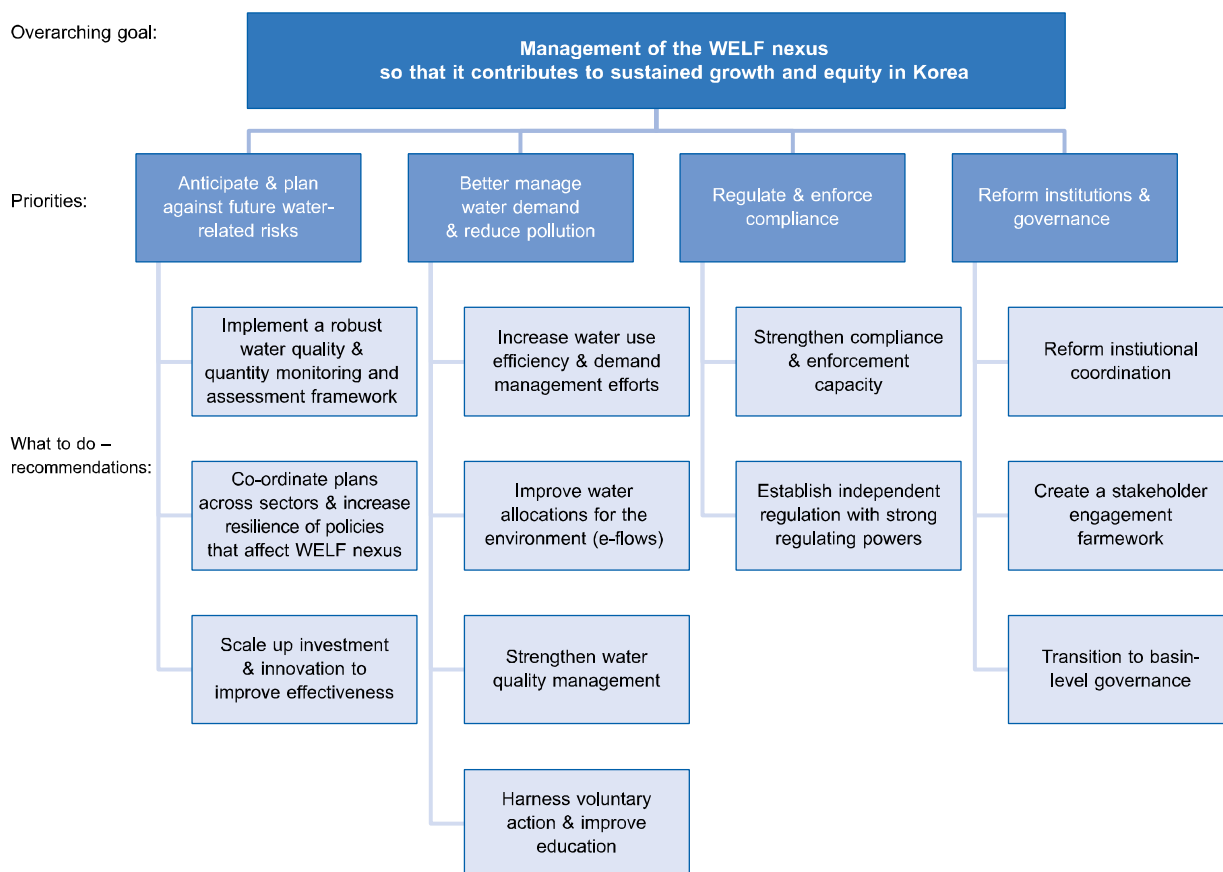 Overarching goal:
Management of the WELF nexus
so that it contributes to sustained growth and equity in Korea
Priorities:
Anticipate & plan
against future water-
related risks
Better manage
water demand
& reduce pollution
Regulate & enforce
compliance
Reform institutions &
governance
What to do –
recommendations:
Implement a robust
water quality &
quantity monitoring and
assessment framework
Co-ordinate plans
across sectors & increase
resilience of policies
that affect WELF nexus
Scale up investment
& innovation to
improve effectiveness
Increase water use
efficiency & demand
management efforts
Improve water
allocations for the
environment (e-flows)
Strengthen water
quality management
Harness voluntary
action & improve
education
Strengthen compliance
& enforcement
capacity
Establish independent
regulation with strong
regulating powers
Reform instiutional
coordination
Create a stakeholder
engagement
farmework
Transition to basin-
level governance